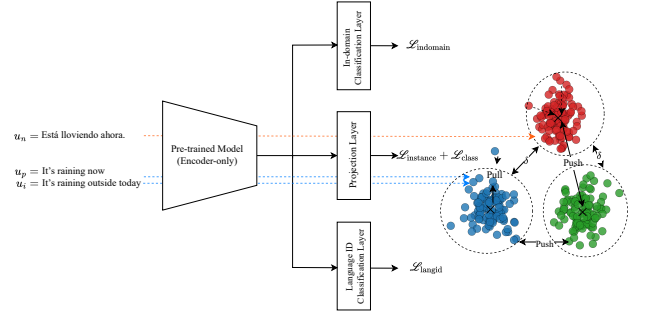 In-domain
Classification Layer
ℒindomain
uₙ = Está lloviendo ahora.
Pre-trained Model
(Encoder-only)
uₚ = It's raining now
uᵢ = It's raining outside today
Projection Layer
ℒinstance + ℒclass
Language ID
Classification Layer
ℒlangid
δ
Pull
Push
δ
Push